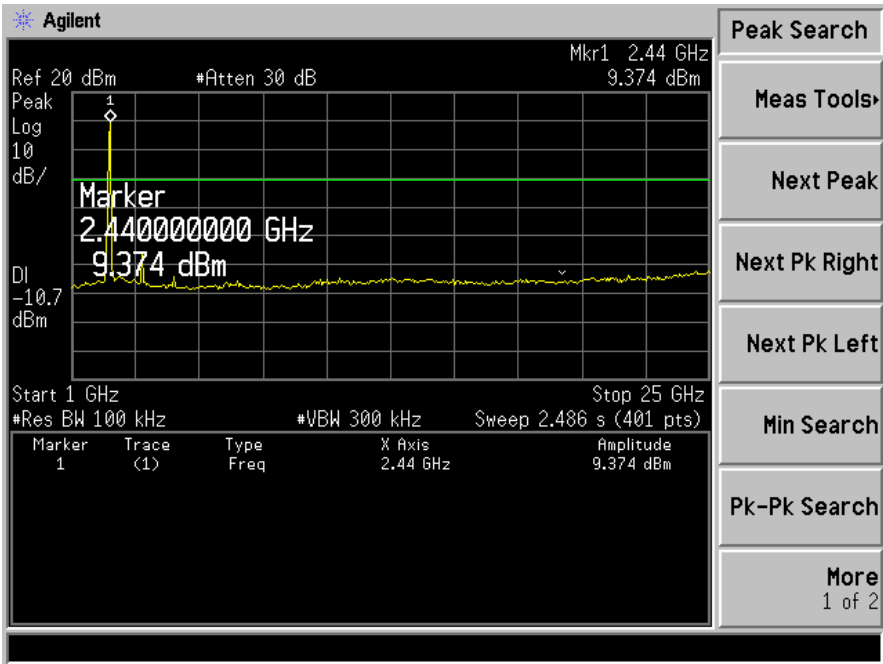 Agilent
Peak Search
Mkr1 2.44 GHz
Ref 20 dBm #Atten 30 dB 9.374 dBm
Peak
Log
10
dB/
1
Marker
2.440000000 GHz
9.374 dBm
DI
-10.7
dBm
Start 1 GHz Stop 25 GHz
#Res BW 100 kHz #VBW 300 kHz Sweep 2.486 s (401 pts)
Marker Trace Type X Axis Amplitude
1 (1) Freq 2.44 GHz 9.374 dBm
Meas Tools
Next Peak
Next Pk Right
Next Pk Left
Min Search
Pk-Pk Search
More
1 of 2